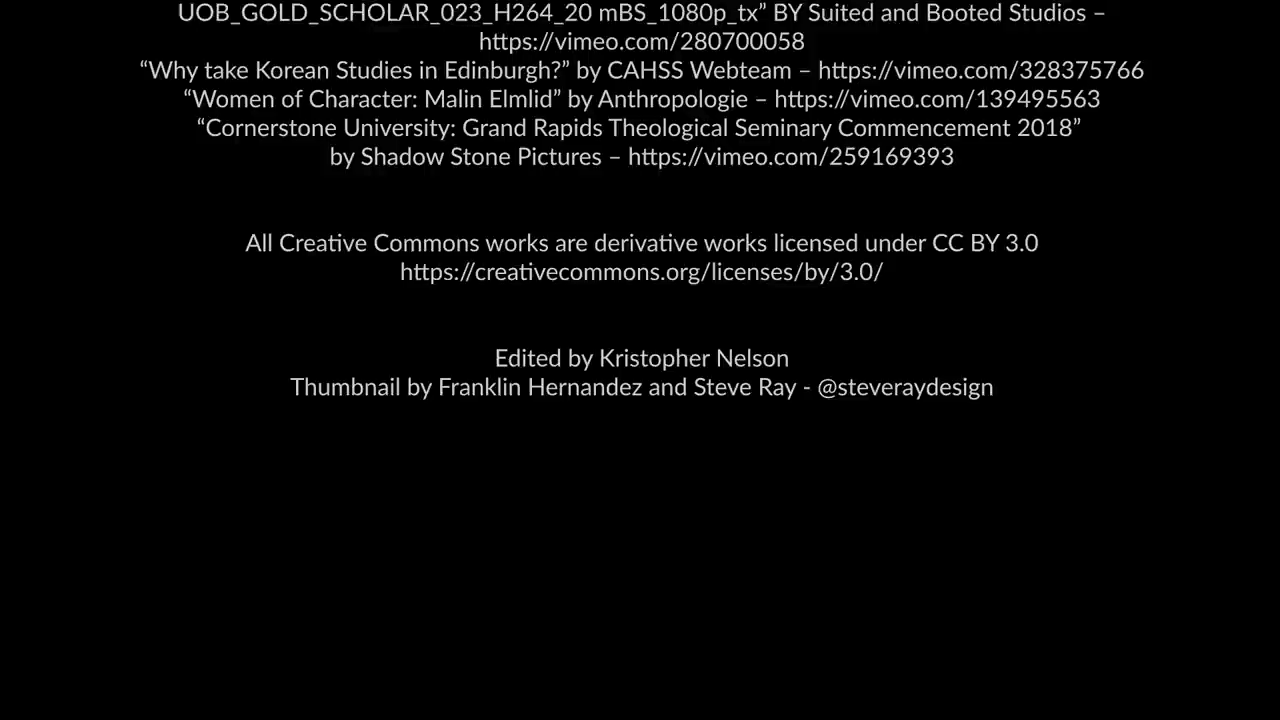 UOB_GOLD_SCHOLAR_023_H264_20 mBS_1080p_tx” BY Suited and Booted Studios –
https://vimeo.com/280700058
“Why take Korean Studies in Edinburgh?” by CAHSS Webteam – https://vimeo.com/328375766
“Women of Character: Malin Elmlid” by Anthropologie – https://vimeo.com/139495563
“Cornerstone University: Grand Rapids Theological Seminary Commencement 2018”
by Shadow Stone Pictures – https://vimeo.com/259169393
All Creative Commons works are derivative works licensed under CC BY 3.0
https://creativecommons.org/licenses/by/3.0/
Edited by Kristopher Nelson
Thumbnail by Franklin Hernandez and Steve Ray - @steveraydesign